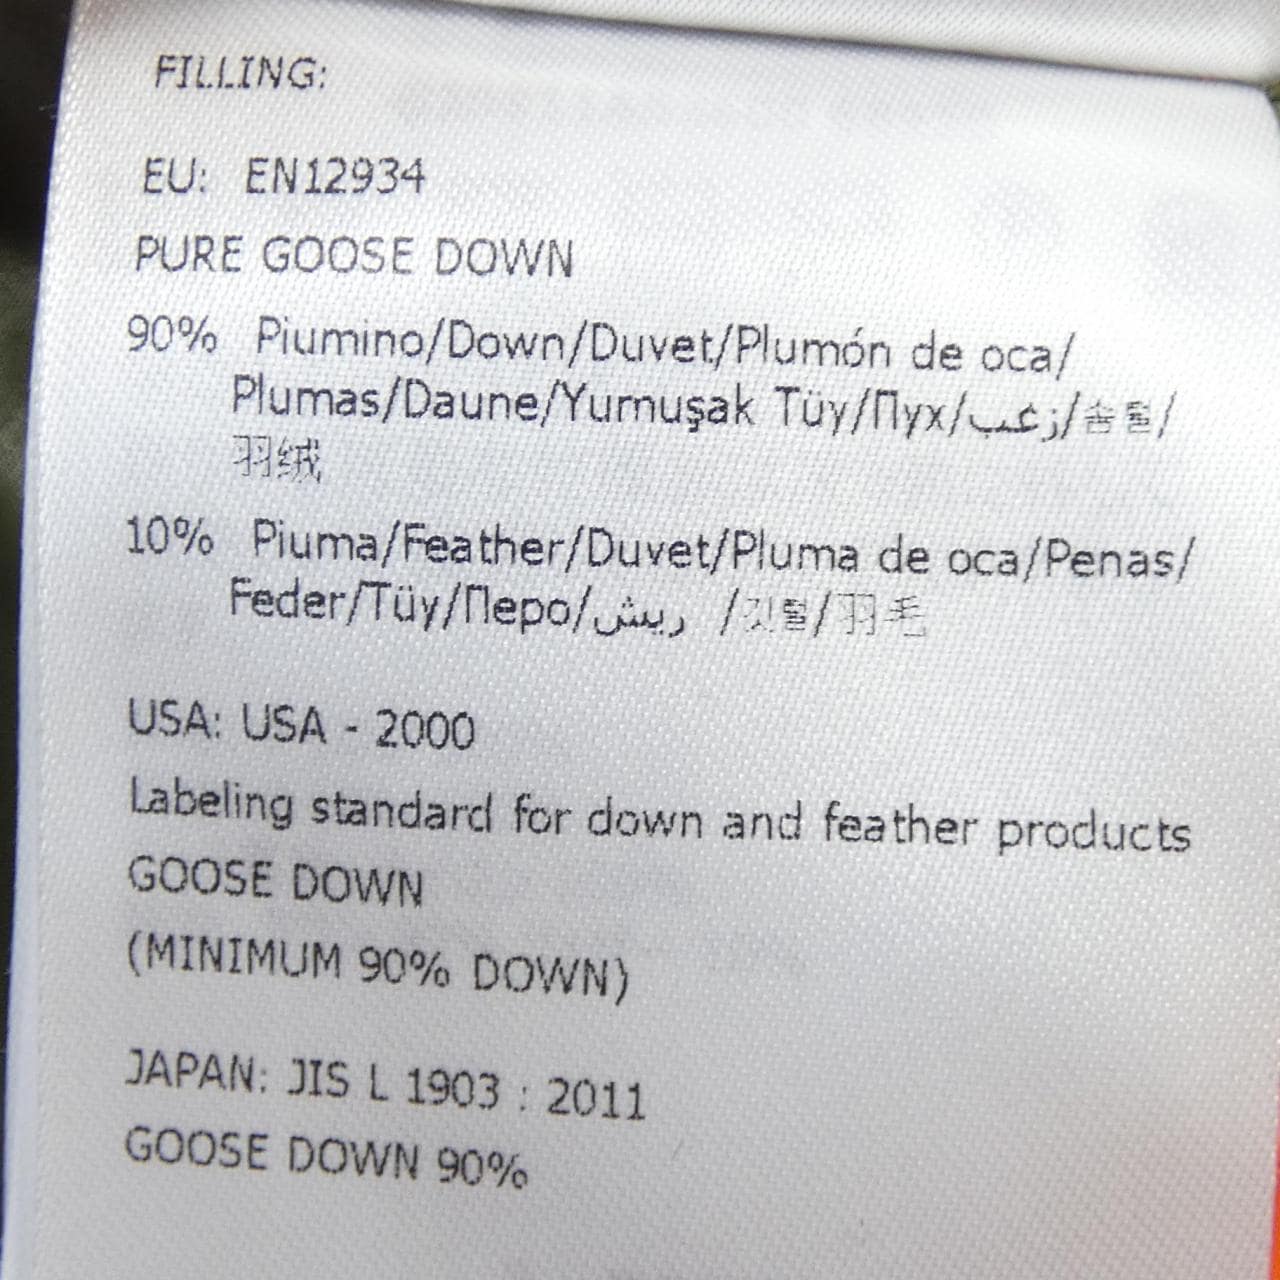 FILLING:
EU: EN12934
PURE GOOSE DOWN
90% Piumino/Down/Duvet/Plumón de oca/
Plumas/Daune/Yurnuşak Tüy/Пух/زغب/솜털/
羽绒
10% Piuma/Feather/Duvet/Pluma de oca/Penas/
Feder/Tüy/Перо/ريش /깃털/羽毛
USA: USA - 2000
Labeling standard for down and feather products
GOOSE DOWN
(MINIMUM 90% DOWN)
JAPAN: JIS L 1903 : 2011
GOOSE DOWN 90%